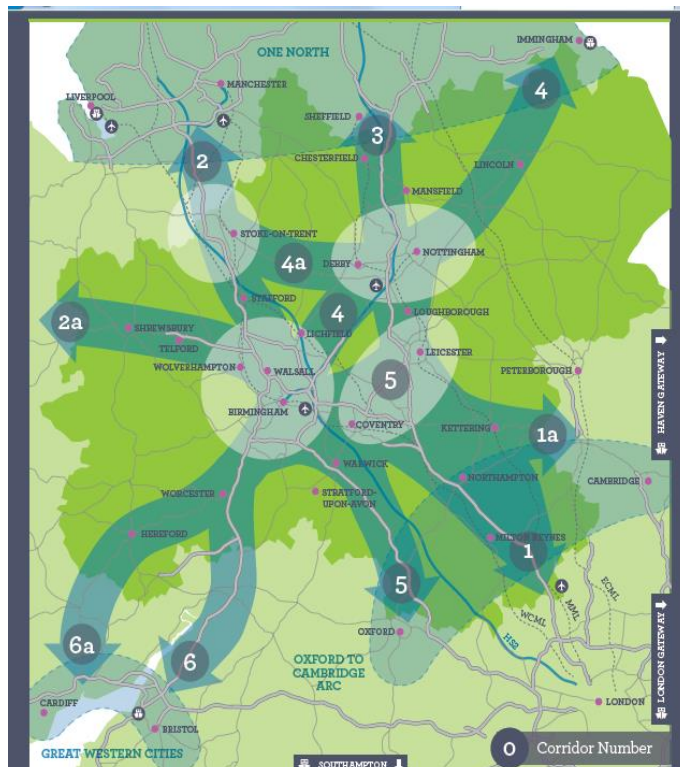 IMMINGHAM
ONE NORTH
MANCHESTER
LIVERPOOL
4
SHEFFIELD
3
2
CHESTERFIELD
LINCOLN
MANSFIELD
STOKE-ON-TRENT
NOTTINGHAM
4a
DERBY
STAFFORD
4
LOUGHBOROUGH
2a
SHREWSBURY
LICHFIELD
TELFORD
LEICESTER
WOLVERHAMPTON
WALSALL
5
PETERBOROUGH
HAVEN GATEWAY
BIRMINGHAM
COVENTRY
KETTERING
1a
WARWICK
NORTHAMPTON
CAMBRIDGE
WORCESTER
STRATFORD-
UPON-AVON
HEREFORD
MILTON KEYNES
1
5
WCML
MML
ECML
OXFORD
HS2
6a
6
OXFORD TO
CAMBRIDGE
ARC
LONDON GATEWAY
CARDIFF
LONDON
BRISTOL
GREAT WESTERN CITIES
0 Corridor Number
SOUTHAMPTON